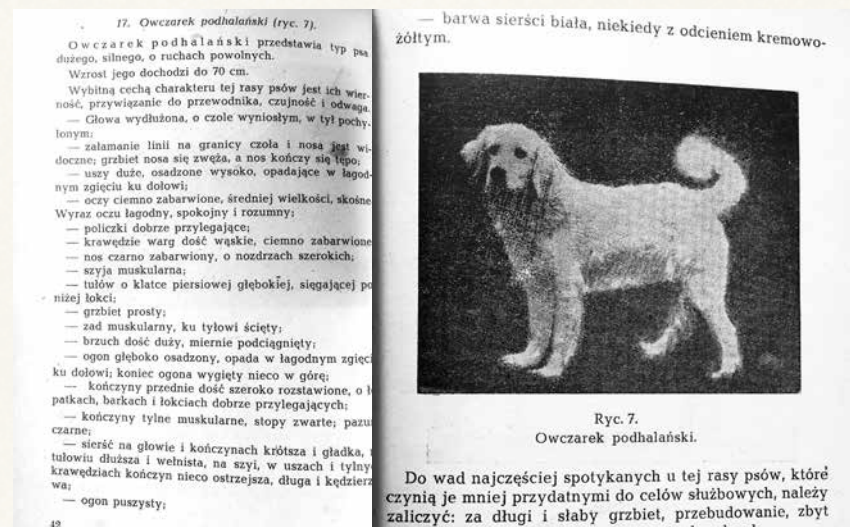 17. Owczarek podhalański (ryc. 7).
Owczarek podhalański przedstawia typ psa
dużego, silnego, o ruchach powolnych.
Wzrost jego dochodzi do 70 cm.
Wybitną cechą charakteru tej rasy psów jest ich wier-
ność, przywiązanie do przewodnika, czujność i odwaga.
— Głowa wydłużona, o czole wyniosłym, w tył pochy-
lonym;
— załamanie linii na granicy czoła i nosa jest wi-
doczne; grzbiet nosa się zwęża, a nos kończy się tępo;
— uszy duże, osadzone wysoko, opadające w łagod-
nym zgięciu ku dołowi;
— oczy ciemno zabarwione, średniej wielkości, skośne
Wyraz oczu łagodny, spokojny i rozumny;
— policzki dobrze przylegające;
— krawędzie warg dość wąskie, ciemno zabarwione
— nos czarno zabarwiony, o nozdrzach szerokich;
— szyja muskularna;
— tułów o klatce piersiowej głębokiej, sięgającej po
niżej łokci;
— grzbiet prosty;
— zad muskularny, ku tyłowi ścięty;
— brzuch dość duży, miernie podciągnięty;
— ogon głęboko osadzony, opada w łagodnym zgięci
ku dołowi; koniec ogona wygięty nieco w górę;
— kończyny przednie dość szeroko rozstawione, o ł
patkach, barkach i łokciach dobrze przylegających;
— kończyny tylne muskularne, stopy zwarte; pazu
czarne;
— sierść na głowie i kończynach krótsza i gładka,
tułowiu dłuższa i wełnista, na szyi, w uszach i tylny
krawędziach kończyn nieco ostrzejsza, długa i kędzierz
wa;
— ogon puszysty;
42
— barwa sierści biała, niekiedy z odcieniem kremowo-
żółtym.
Ryc. 7.
Owczarek podhalański.
Do wad najczęściej spotykanych u tej rasy psów, które
czynią je mniej przydatnymi do celów służbowych, należy
zaliczyć: za długi i słaby grzbiet, przebudowanie, zbyt